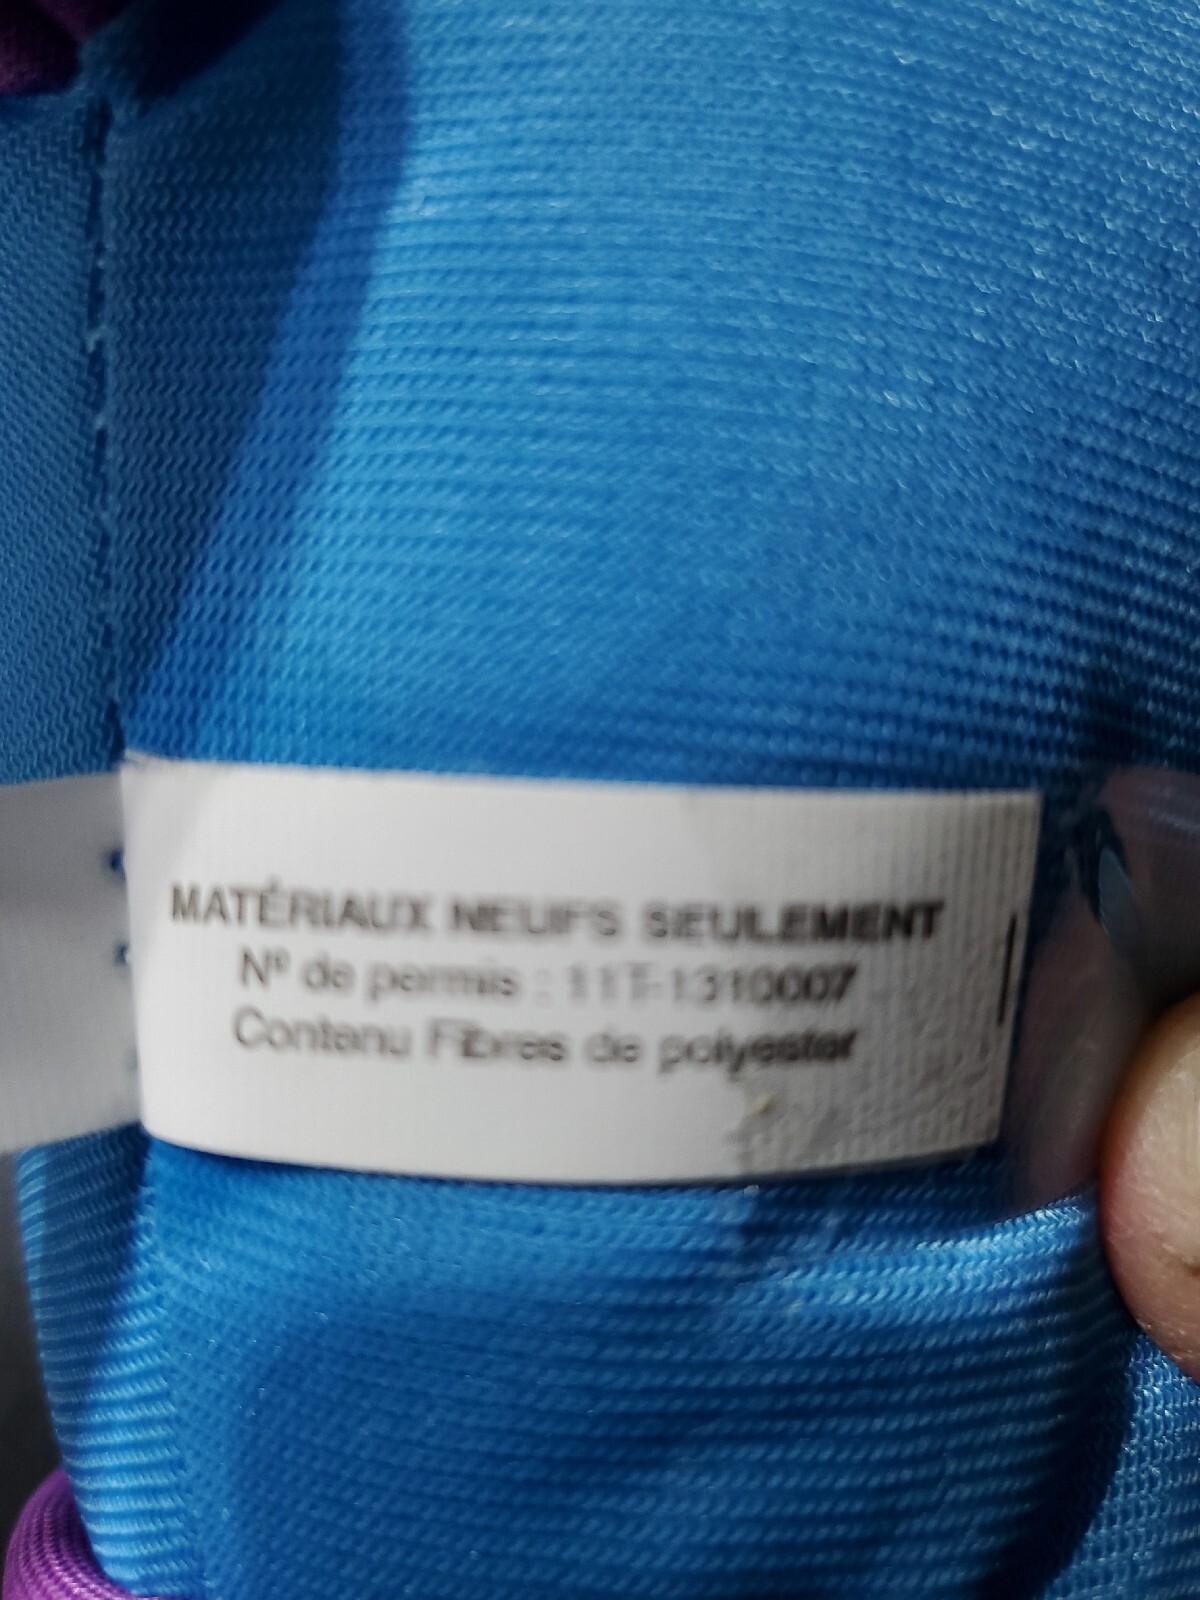 MATÉRIAUX NEUFS SEULEMENT
Nº de permis : 11T-1310007
Contenu Fibres de polyester